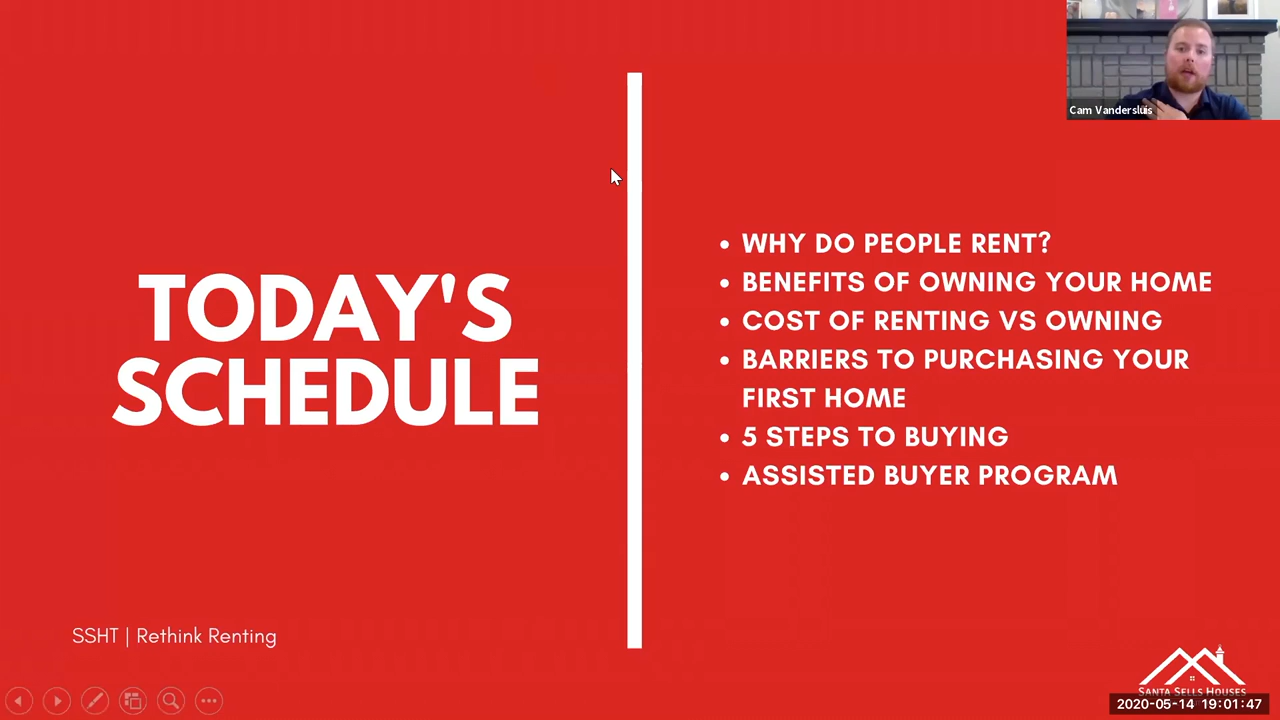 Cam Vandersluis
TODAY'S
SCHEDULE
• WHY DO PEOPLE RENT?
• BENEFITS OF OWNING YOUR HOME
• COST OF RENTING VS OWNING
• BARRIERS TO PURCHASING YOUR
FIRST HOME
• 5 STEPS TO BUYING
• ASSISTED BUYER PROGRAM
SSHT | Rethink Renting
SANTA SELLS HOUSES
2020-05-14 19:01:47